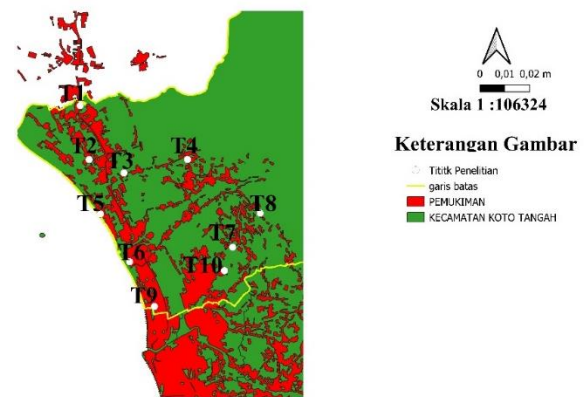 T1
T2
T3
T4
T5
T8
T7
T6
T10
T9
0 0,01 0,02 m
Skala 1 :106324
Keterangan Gambar
Tititk Penelitian
garis batas
PEMUKIMAN
KECAMATAN KOTO TANGAH